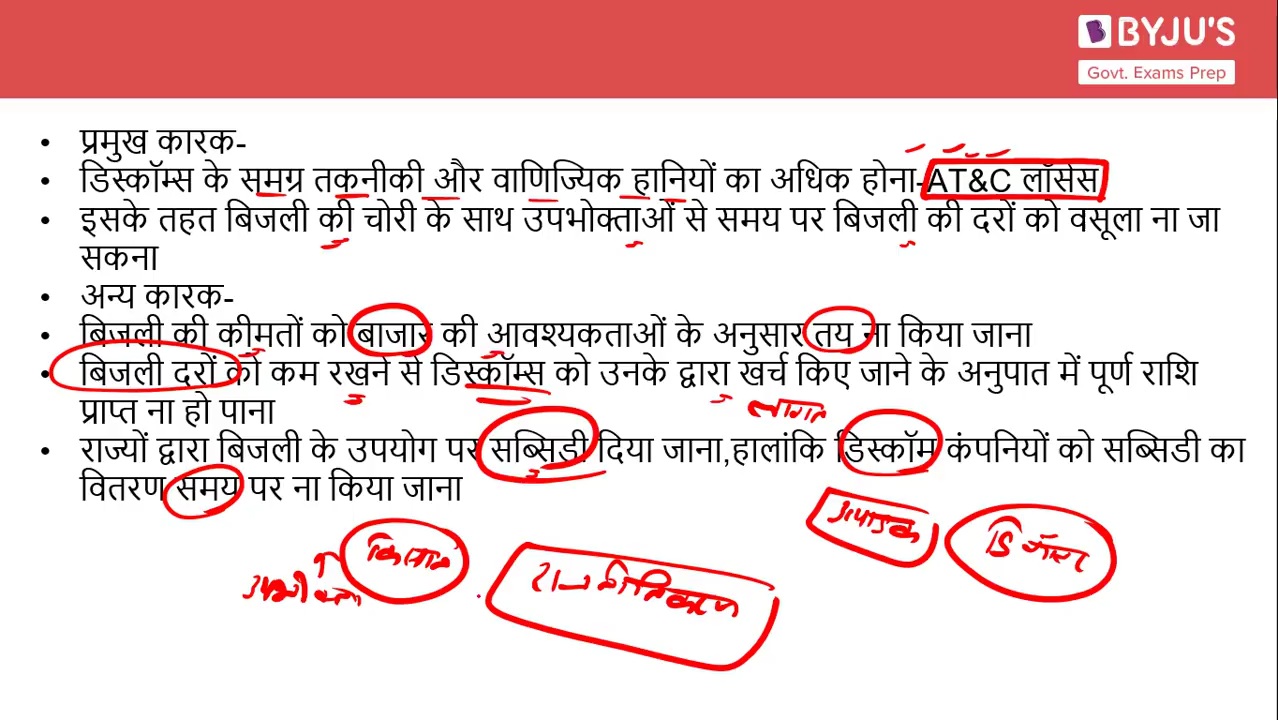 BYJU'S
Govt. Exams Prep
• प्रमुख कारक-
• डिस्कॉम्स के समग्र तकनीकी और वाणिज्यिक हानियों का अधिक होना-AT&C लॉसेस
• इसके तहत बिजली की चोरी के साथ उपभोक्ताओं से समय पर बिजली की दरों को वसूला ना जा
सकना
• अन्य कारक-
• बिजली की कीमतों को बाजार की आवश्यकताओं के अनुसार तय ना किया जाना
• बिजली दरों को कम रखने से डिस्कॉम्स को उनके द्वारा खर्च किए जाने के अनुपात में पूर्ण राशि
प्राप्त ना हो पाना
लागत
• राज्यों द्वारा बिजली के उपयोग पर सब्सिडी दिया जाना,हालांकि डिस्कॉम कंपनियों को सब्सिडी का
वितरण समय पर ना किया जाना
किसान